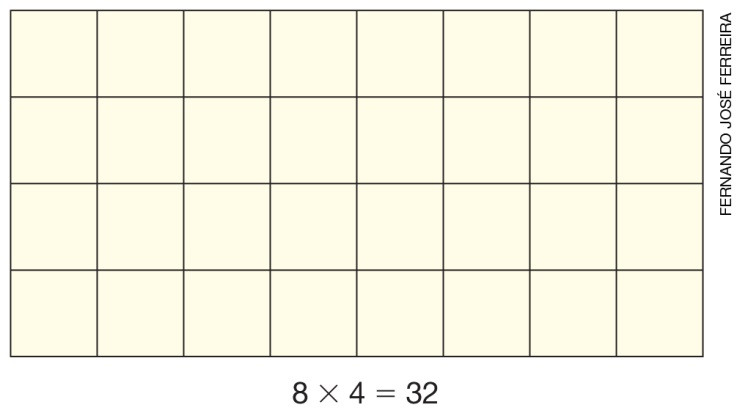 8 × 4 = 32
FERNANDO JOSÉ FERREIRA